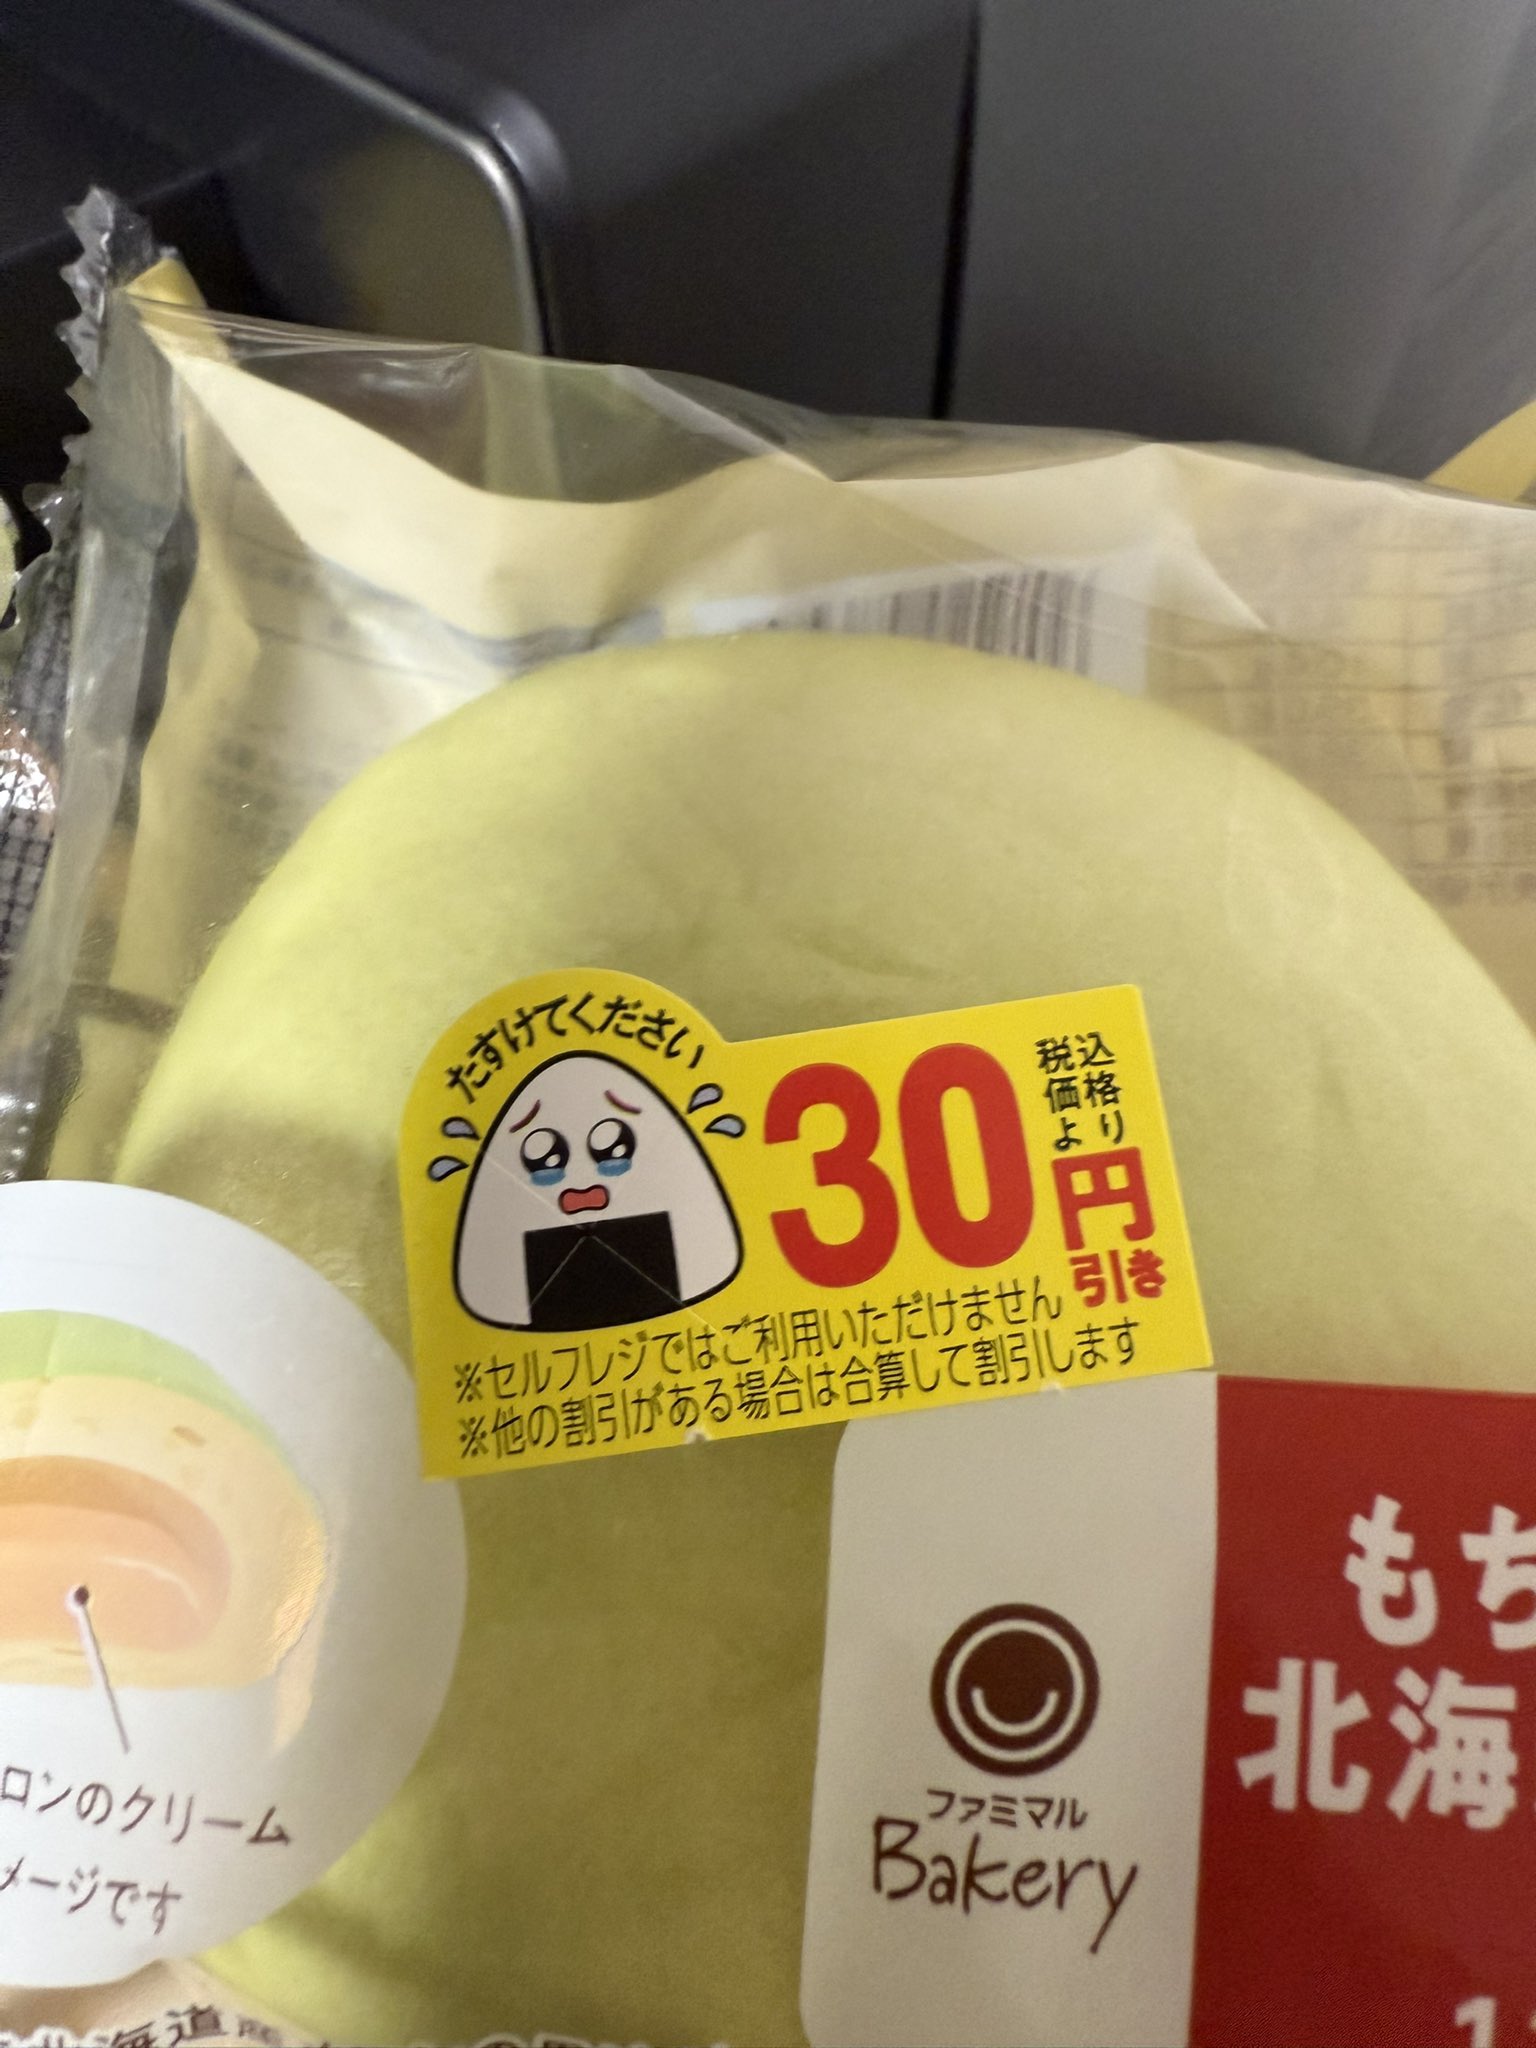 たすけてください
30
税込
価格
より
円
引き
※セルフレジではご利用いただけません
※他の割引がある場合は合算して割引します
もち
北海
ファミマル
Bakery
ロンのクリーム
メージです
北海道産